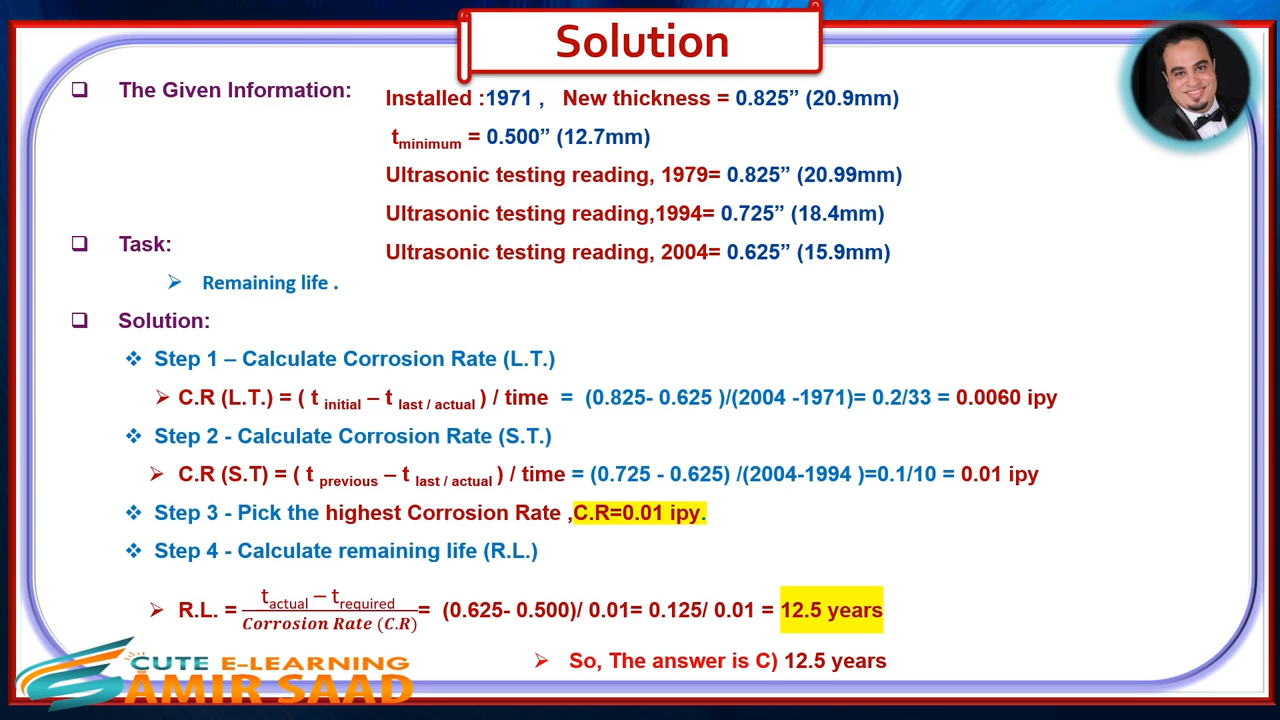 Solution
❑ The Given Information:
Installed :1971 , New thickness = 0.825” (20.9mm)
tminimum = 0.500” (12.7mm)
Ultrasonic testing reading, 1979= 0.825” (20.99mm)
Ultrasonic testing reading,1994= 0.725” (18.4mm)
Ultrasonic testing reading, 2004= 0.625” (15.9mm)
❑ Task:
➢ Remaining life .
❑ Solution:
❖ Step 1 – Calculate Corrosion Rate (L.T.)
➢ C.R (L.T.) = ( t initial – t last / actual ) / time = (0.825- 0.625 )/(2004 -1971)= 0.2/33 = 0.0060 ipy
❖ Step 2 - Calculate Corrosion Rate (S.T.)
➢ C.R (S.T) = ( t previous – t last / actual ) / time = (0.725 - 0.625) /(2004-1994 )=0.1/10 = 0.01 ipy
❖ Step 3 - Pick the highest Corrosion Rate ,C.R=0.01 ipy.
❖ Step 4 - Calculate remaining life (R.L.)
➢ R.L. = tactual − trequired / Corrosion Rate (C.R) = (0.625- 0.500)/ 0.01= 0.125/ 0.01 = 12.5 years
➢ So, The answer is C) 12.5 years
CUTE E-LEARNING
AMIR SAAD